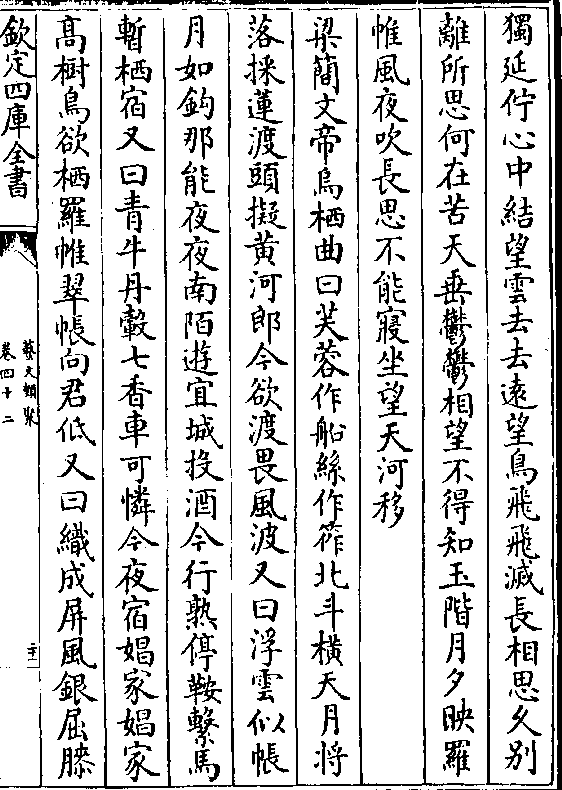 獨延佇心中結望雲去去逺望鳥飛飛滅長相思久别
離所思何在苦天垂鬱鬱相望不得知玉階月夕映羅
帷風夜吹長思不能寢坐望天河移
梁簡文帝烏栖曲曰芙蓉作船絲作筰北斗横天月将
落採蓮渡頭擬黄河郎今欲渡畏風波又曰浮雲似帳
月如鈎那能夜夜南陌逰宜城投酒今行熟停鞍繫馬
暫栖宿又曰青牛丹轂七香車可憐今夜宿娼家娼家
髙樹烏欲栖羅帷翠帳向君低又曰織成屏風銀屈膝
欽定四庫全書
藝文類聚
卷四十二